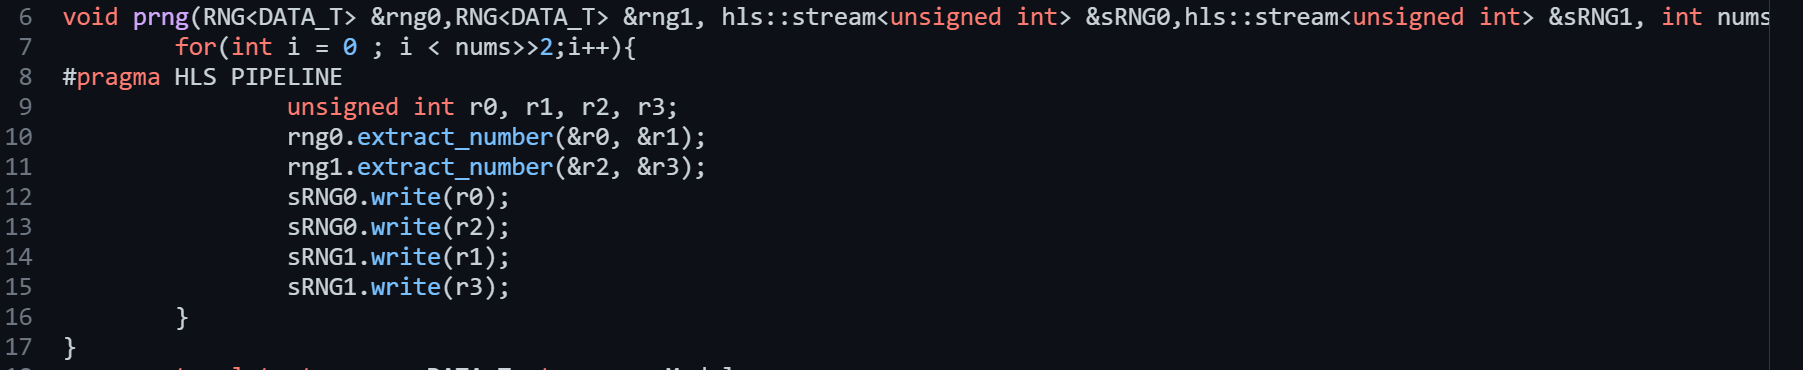 6 void prng(RNG<DATA_T> &rng0,RNG<DATA_T> &rng1, hls::stream<unsigned int> &sRNG0,hls::stream<unsigned int> &sRNG1, int nums
7 for(int i = 0 ; i < nums>>2;i++){
8 #pragma HLS PIPELINE
9 unsigned int r0, r1, r2, r3;
10 rng0.extract_number(&r0, &r1);
11 rng1.extract_number(&r2, &r3);
12 sRNG0.write(r0);
13 sRNG0.write(r2);
14 sRNG1.write(r1);
15 sRNG1.write(r3);
16 }
17 }